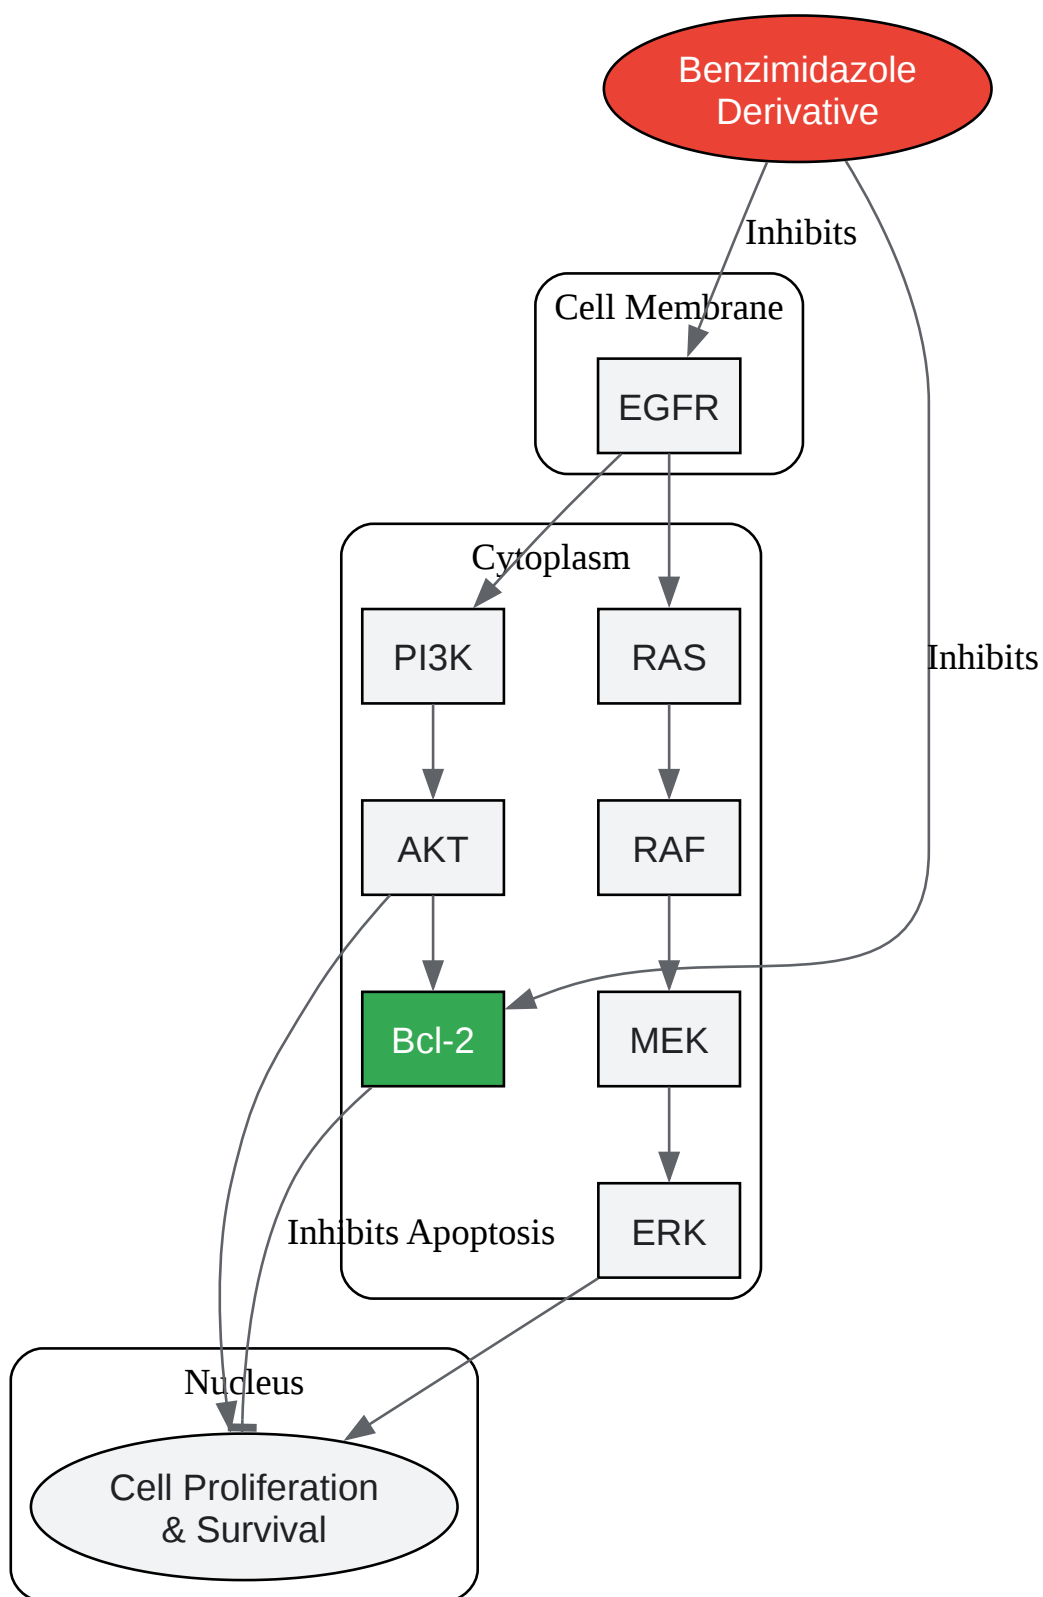 Benzimidazole
Derivative
Inhibits
Cell Membrane
EGFR
Cytoplasm
PI3K
RAS
Inhibits
AKT
RAF
Bcl-2
MEK
Inhibits Apoptosis
ERK
Nucleus
Cell Proliferation
& Survival